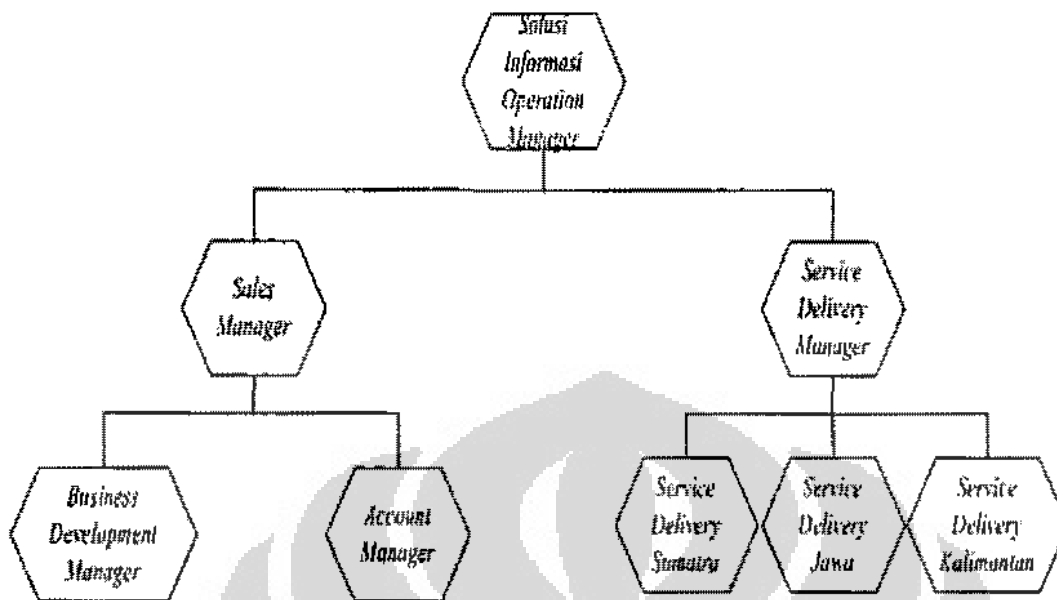 Solusi
Informasi
Operation
Manager
Sales
Manager
Service
Delivery
Manager
Business
Development
Manager
Account
Manager
Service
Delivery
Sumatra
Service
Delivery
Jawa
Service
Delivery
Kalimantan